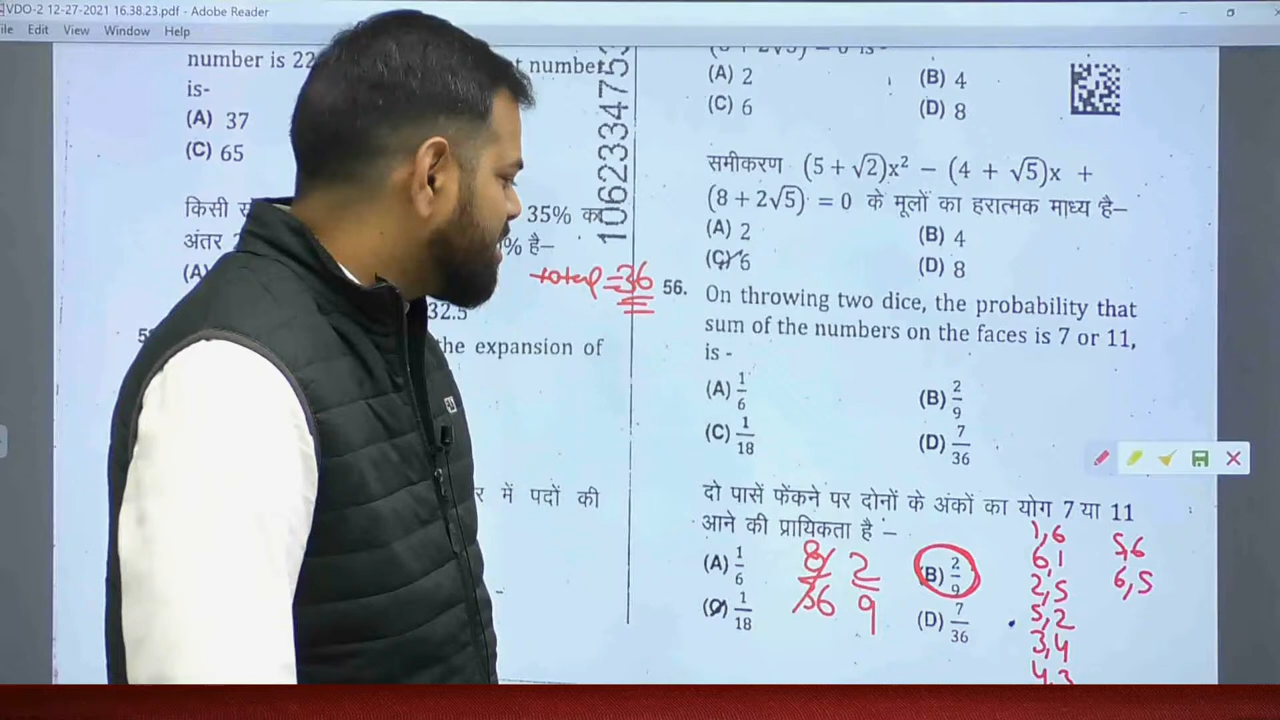 VDO-2 12-27-2021 16.38.23.pdf - Adobe Reader
ile Edit View Window Help
number is 22
t number
is-
(A) 37
(C) 65
35% का
अंतर
% है–
(A)
32.5
the expansion of
र में पदों की
1062334753
total = 36
(A) 2
(B) 4
(C) 6
(D) 8
समीकरण (5 + √2)x² − (4 + √5)x +
(8 + 2√5) = 0 के मूलों का हरात्मक माध्य है–
(A) 2
(B) 4
(C) 6
(D) 8
56. On throwing two dice, the probability that
sum of the numbers on the faces is 7 or 11,
is -
(A) 1/6
(B) 2/9
(C) 1/18
(D) 7/36
दो पासें फेंकने पर दोनों के अंकों का योग 7 या 11
आने की प्रायिकता है –
(A) 1/6
8/36 2/9
(B) 2/9
1/18
(D) 7/36
1,6
6,1
2,5
5,2
3,4
4,3
5,6
6,5